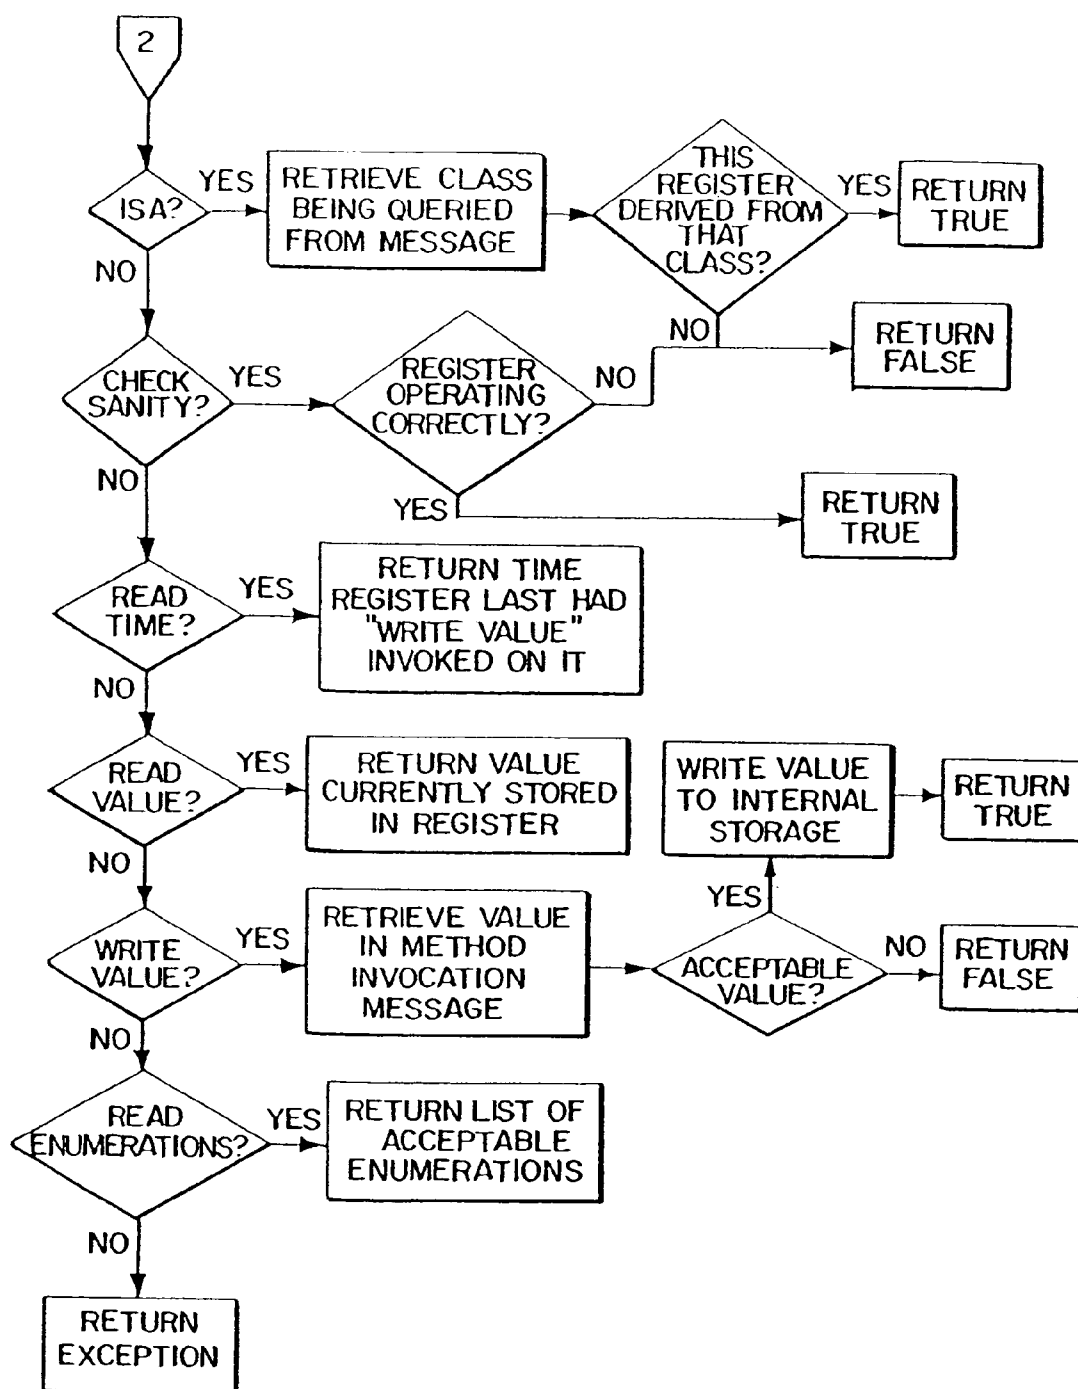 2
ISA?
YES
RETRIEVE CLASS
BEING QUERIED
FROM MESSAGE
THIS
REGISTER
DERIVED FROM
THAT
CLASS?
YES
RETURN
TRUE
NO
NO
RETURN
FALSE
CHECK
SANITY?
YES
REGISTER
OPERATING
CORRECTLY?
NO
NO
YES
RETURN
TRUE
READ
TIME?
YES
RETURN TIME
REGISTER LAST HAD
"WRITE VALUE"
INVOKED ON IT
NO
READ
VALUE?
YES
RETURN VALUE
CURRENTLY STORED
IN REGISTER
WRITE VALUE
TO INTERNAL
STORAGE
RETURN
TRUE
NO
YES
WRITE
VALUE?
YES
RETRIEVE VALUE
IN METHOD
INVOCATION
MESSAGE
ACCEPTABLE
VALUE?
NO
RETURN
FALSE
NO
READ
ENUMERATIONS?
YES
RETURN LIST OF
ACCEPTABLE
ENUMERATIONS
NO
RETURN
EXCEPTION